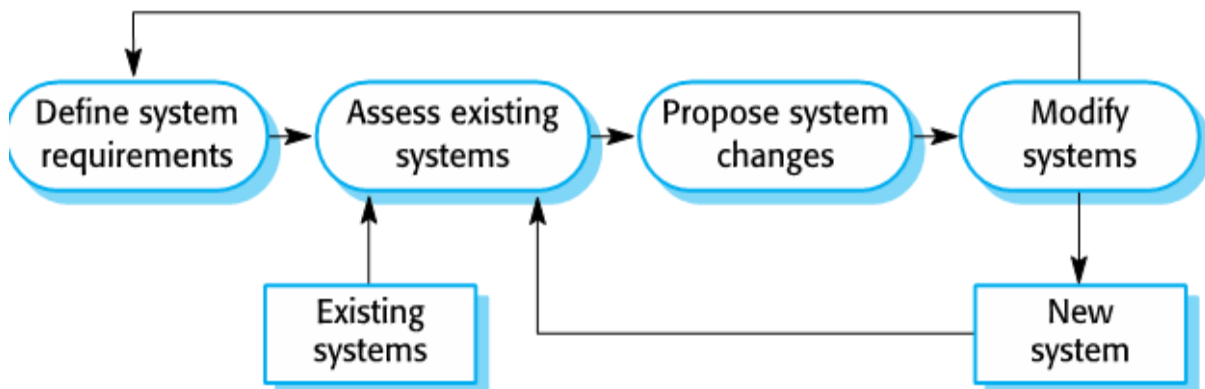 Define system
requirements
Assess existing
systems
Propose system
changes
Modify
systems
Existing
systems
New
system